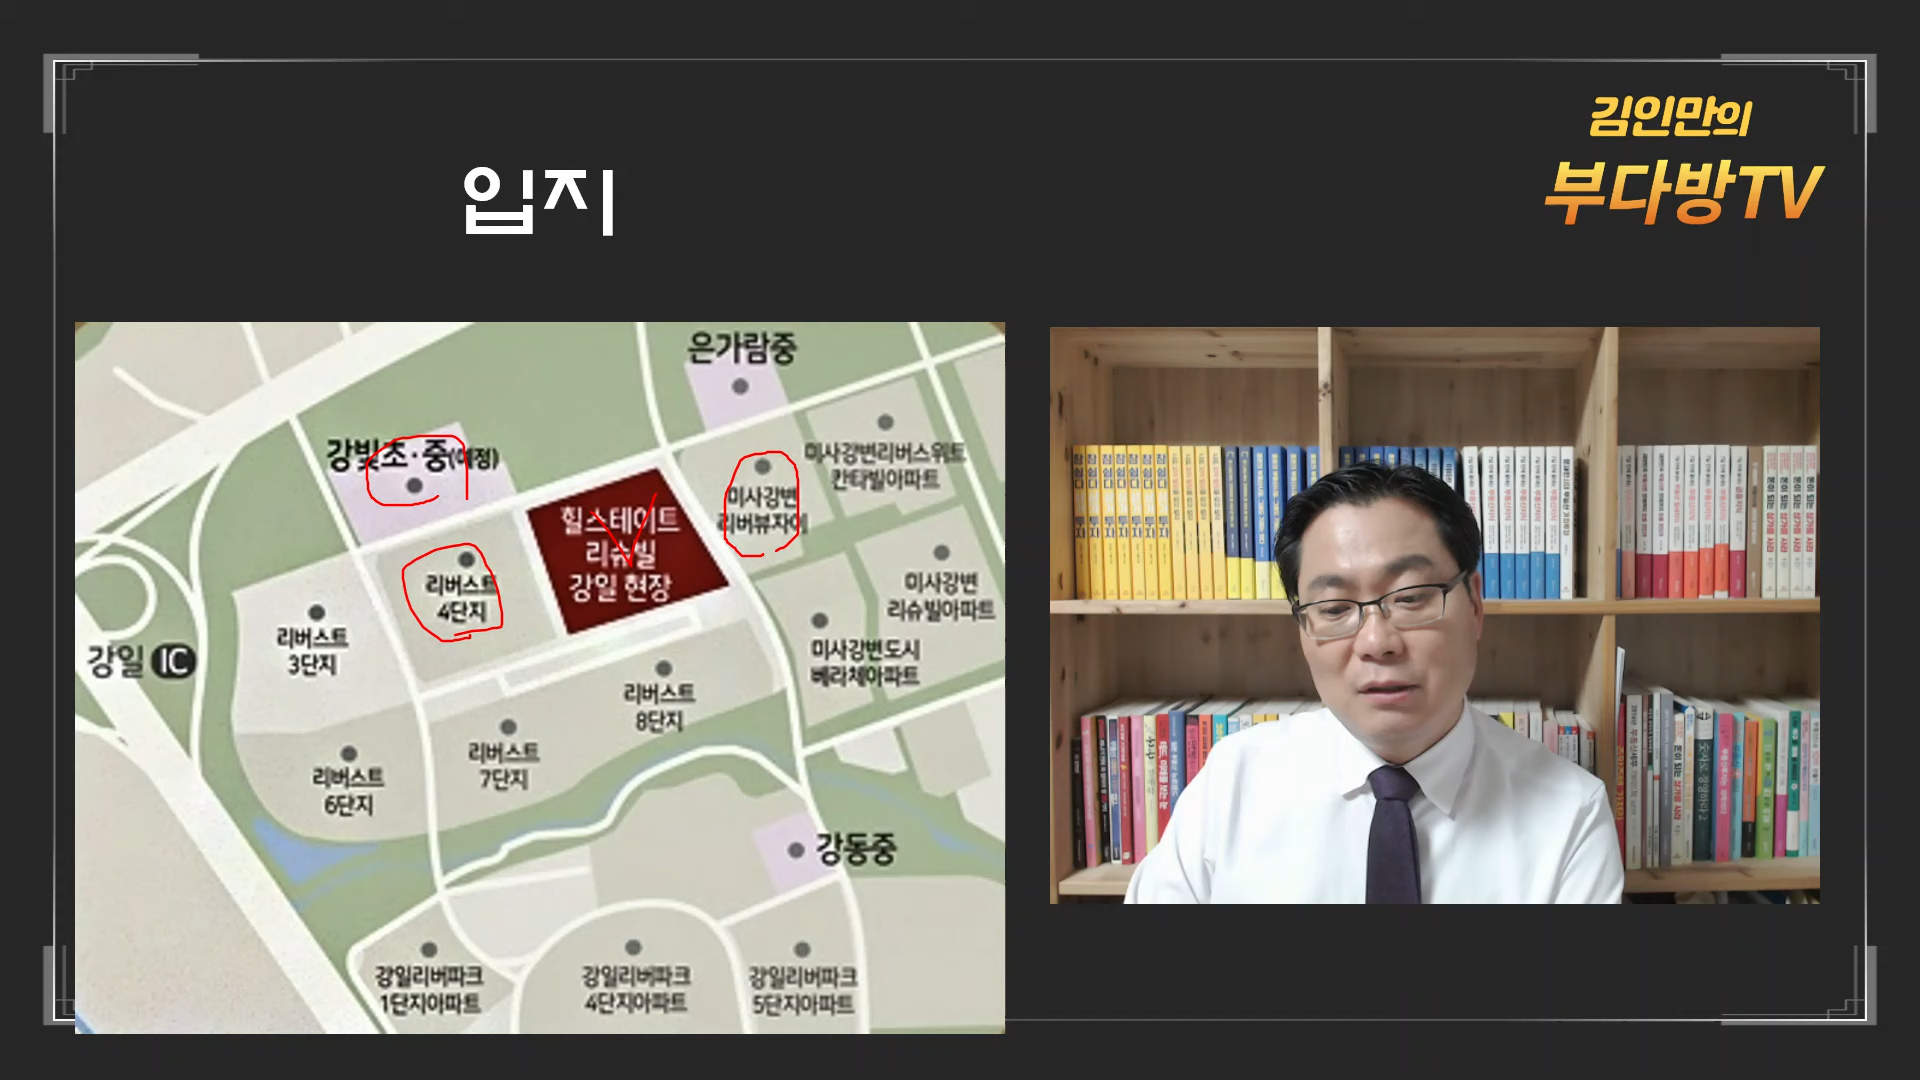 김인만의
부다방TV
입지
은가람중
강빛초·중(예정)
미사강변리버스위트
칸타빌아파트
미사강변
리버뷰자이
힐스테이트
리슈빌
강일 현장
리버스트
4단지
미사강변
리슈빌아파트
리버스트
3단지
미사강변도시
베라체아파트
강일 IC
리버스트
8단지
리버스트
7단지
리버스트
6단지
강동중
강일리버파크
1단지아파트
강일리버파크
4단지아파트
강일리버파크
5단지아파트